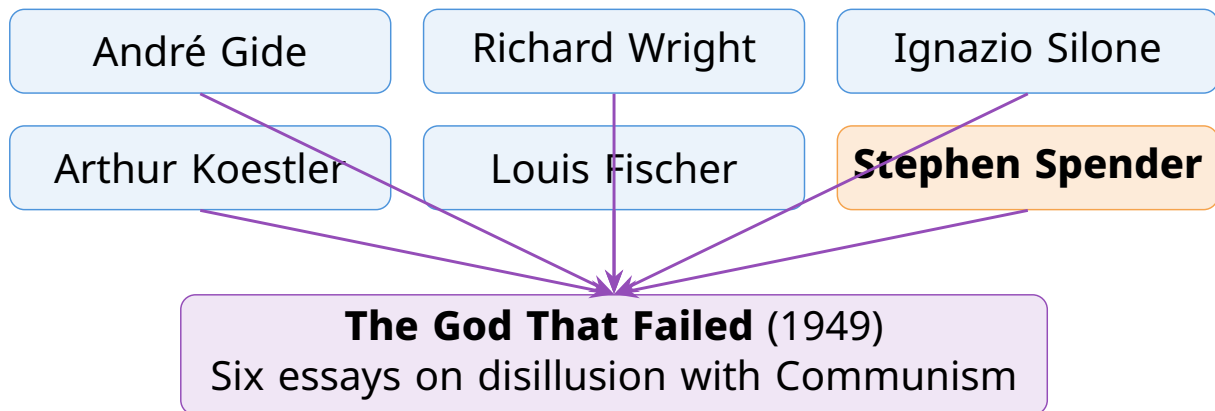 André Gide
Richard Wright
Ignazio Silone
Arthur Koestler
Louis Fischer
Stephen Spender
The God That Failed (1949)
Six essays on disillusion with Communism